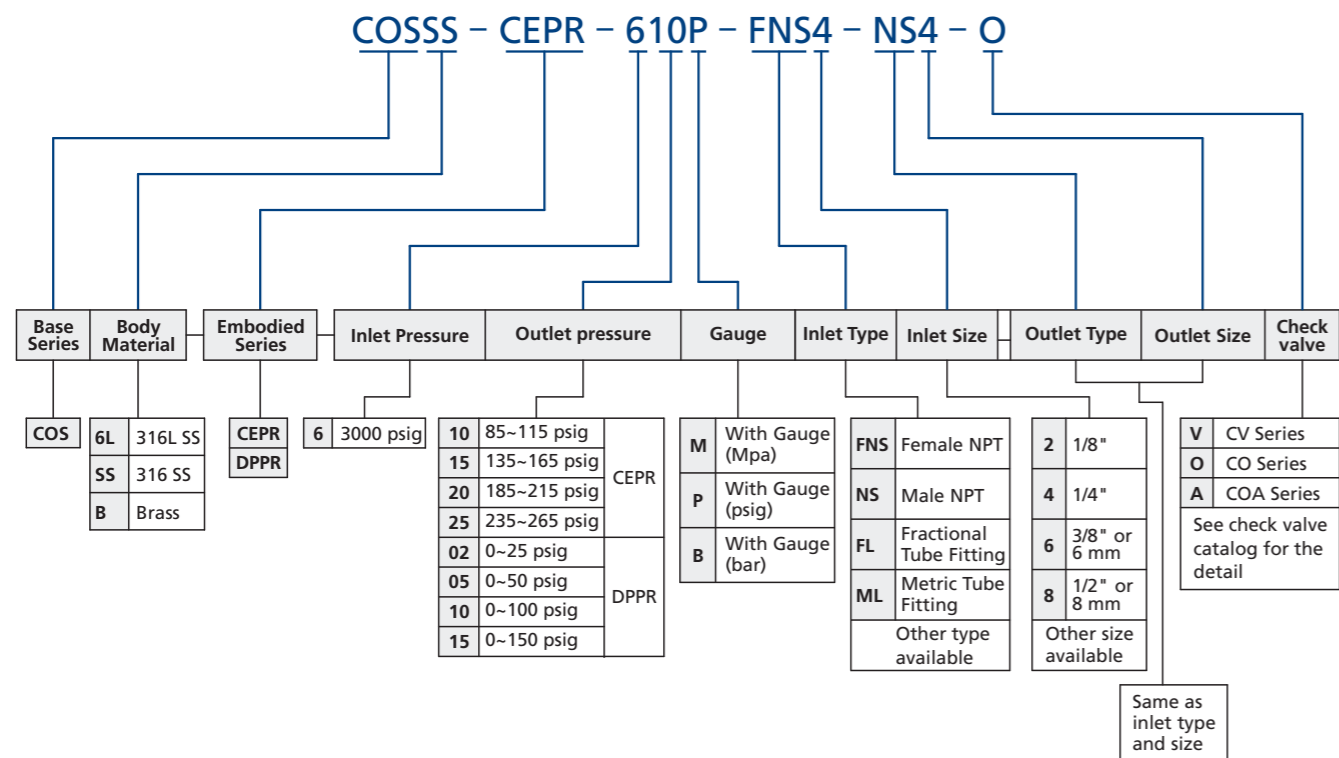 COSSS – CEPR – 610P – FNS4 – NS4 – O
Base
Series
Body
Material
Embodied
Series
Inlet Pressure
Outlet pressure
Gauge
Inlet Type
Inlet Size
Outlet Type
Outlet Size
Check
valve
COS
6L 316L SS
SS 316 SS
B Brass
CEPR
DPPR
6 3000 psig
10 85~115 psig
15 135~165 psig
20 185~215 psig
25 235~265 psig
CEPR
02 0~25 psig
05 0~50 psig
10 0~100 psig
15 0~150 psig
DPPR
M With Gauge
(Mpa)
P With Gauge
(psig)
B With Gauge
(bar)
FNS Female NPT
NS Male NPT
FL Fractional
Tube Fitting
ML Metric Tube
Fitting
Other type
available
2 1/8"
4 1/4"
6 3/8" or
6 mm
8 1/2" or
8 mm
Other size
available
Same as
inlet type
and size
V CV Series
O CO Series
A COA Series
See check valve
catalog for the
detail